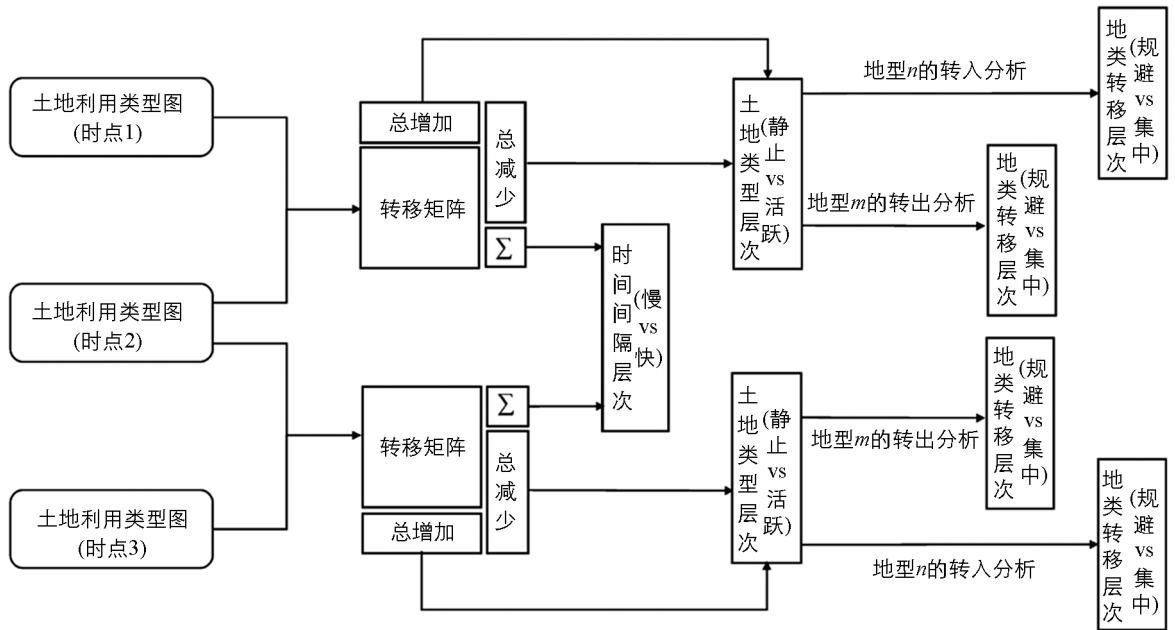 土地利用类型图
(时点1)
土地利用类型图
(时点2)
土地利用类型图
(时点3)
总增加
转移矩阵
总减少
∑
时间间隔层次
(慢vs快)
转移矩阵
∑
总减少
总增加
土地类型层次
(静止vs活跃)
地型n的转入分析
地类转移层次
(规避vs集中)
地型m的转出分析
地类转移层次
(规避vs集中)
土地类型层次
(静止vs活跃)
地型m的转出分析
地类转移层次
(规避vs集中)
地型n的转入分析
地类转移层次
(规避vs集中)